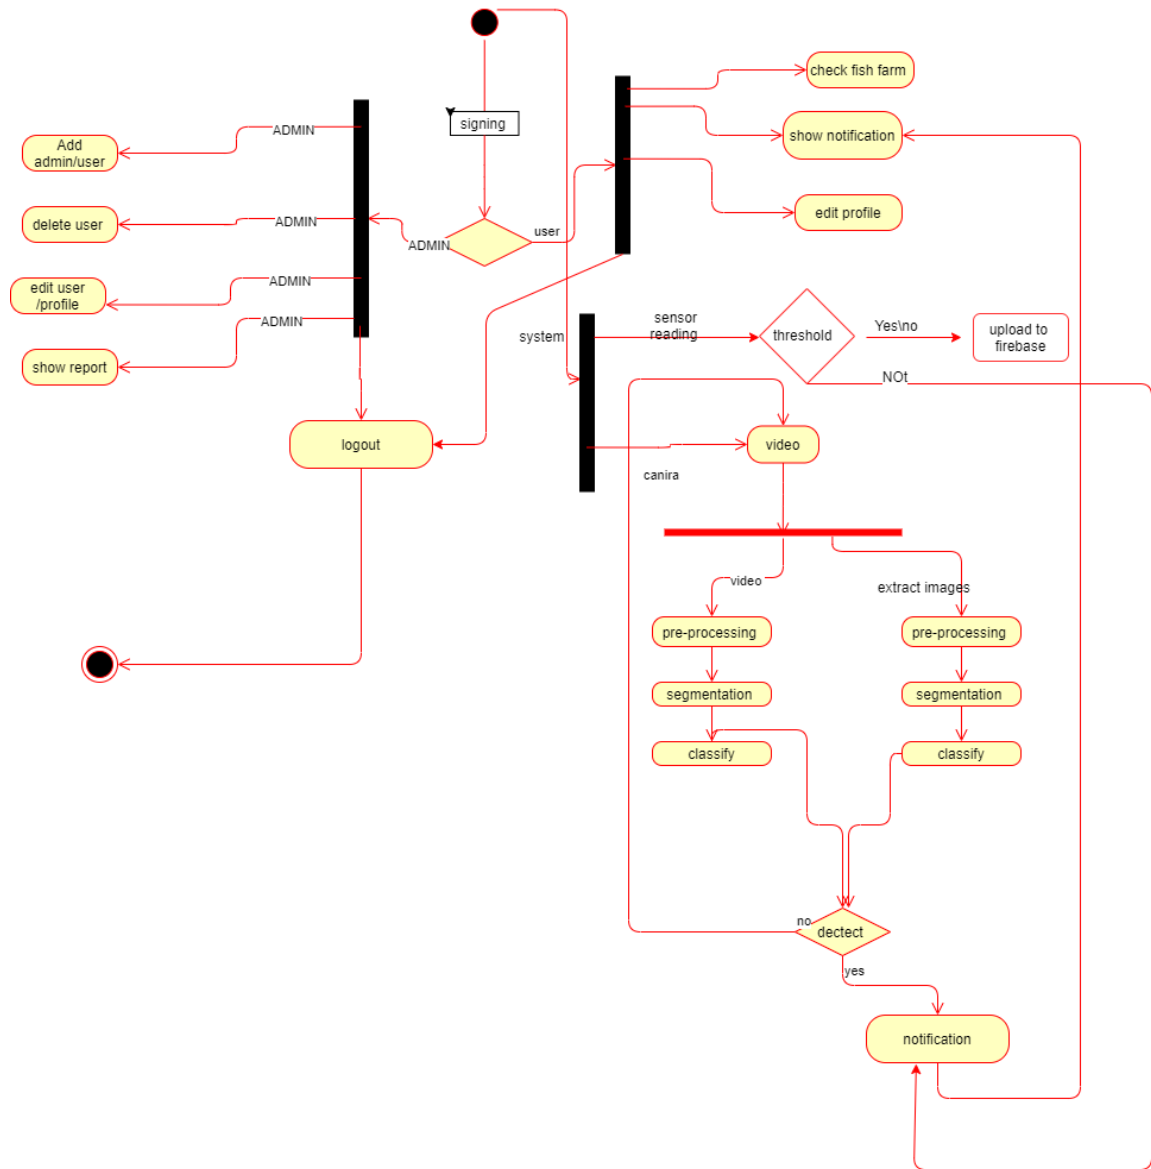 check fish farm
signing
ADMIN
show notification
Add
admin/user
delete user
ADMIN
edit profile
user
ADMIN
ADMIN
edit user
/profile
ADMIN
show report
system
sensor
reading
threshold
Yes\no
upload to
firebase
NOt
logout
video
canira
video
extract images
pre-processing
pre-processing
segmentation
segmentation
classify
classify
no
dectect
yes
notification